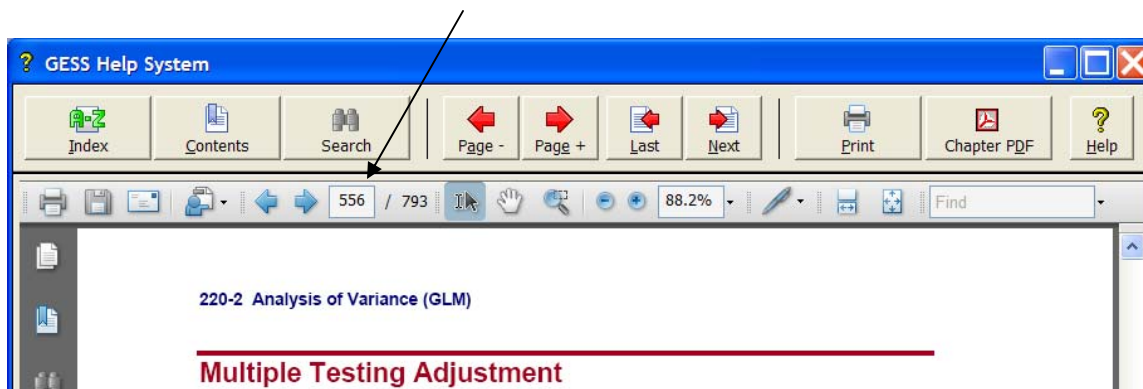 ? GESS Help System
A-Z
Index Contents Search Page - Page + Last Next Print Chapter PDF ? Help
556 / 793 88.2% Find
220-2 Analysis of Variance (GLM)
Multiple Testing Adjustment